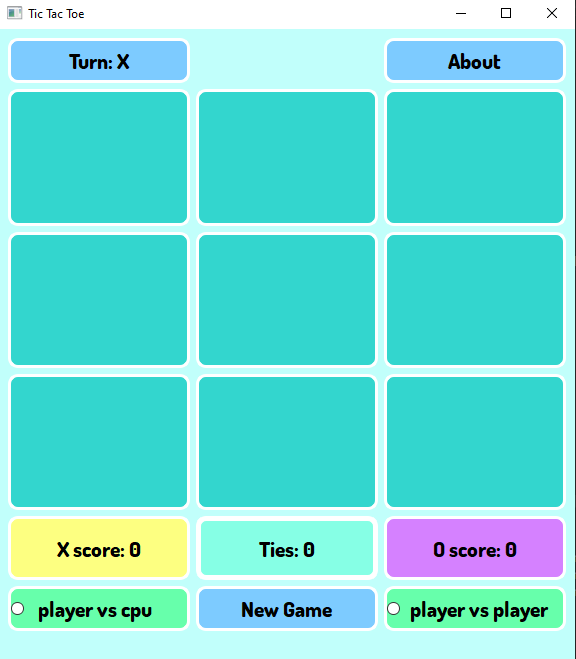 Tic Tac Toe
Turn: X
About
X score: 0
Ties: 0
O score: 0
player vs cpu
New Game
player vs player